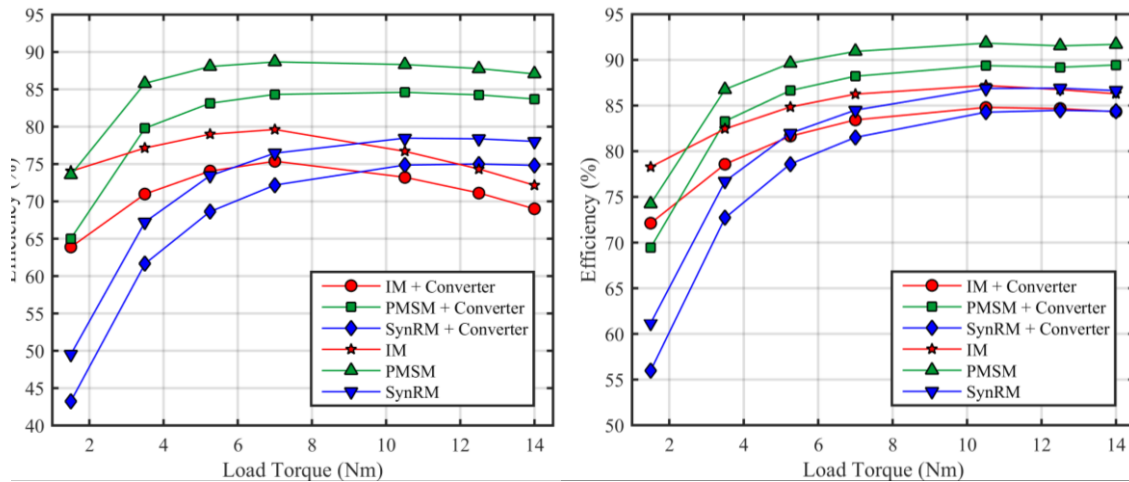 95
90
85
80
75
70
65
60
55
50
45
40
2
4
6
8
10
12
14
Load Torque (Nm)
IM + Converter
PMSM + Converter
SynRM + Converter
IM
PMSM
SynRM
Efficiency (%)
95
90
85
80
75
70
65
60
55
50
2
4
6
8
10
12
14
Load Torque (Nm)
IM + Converter
PMSM + Converter
SynRM + Converter
IM
PMSM
SynRM